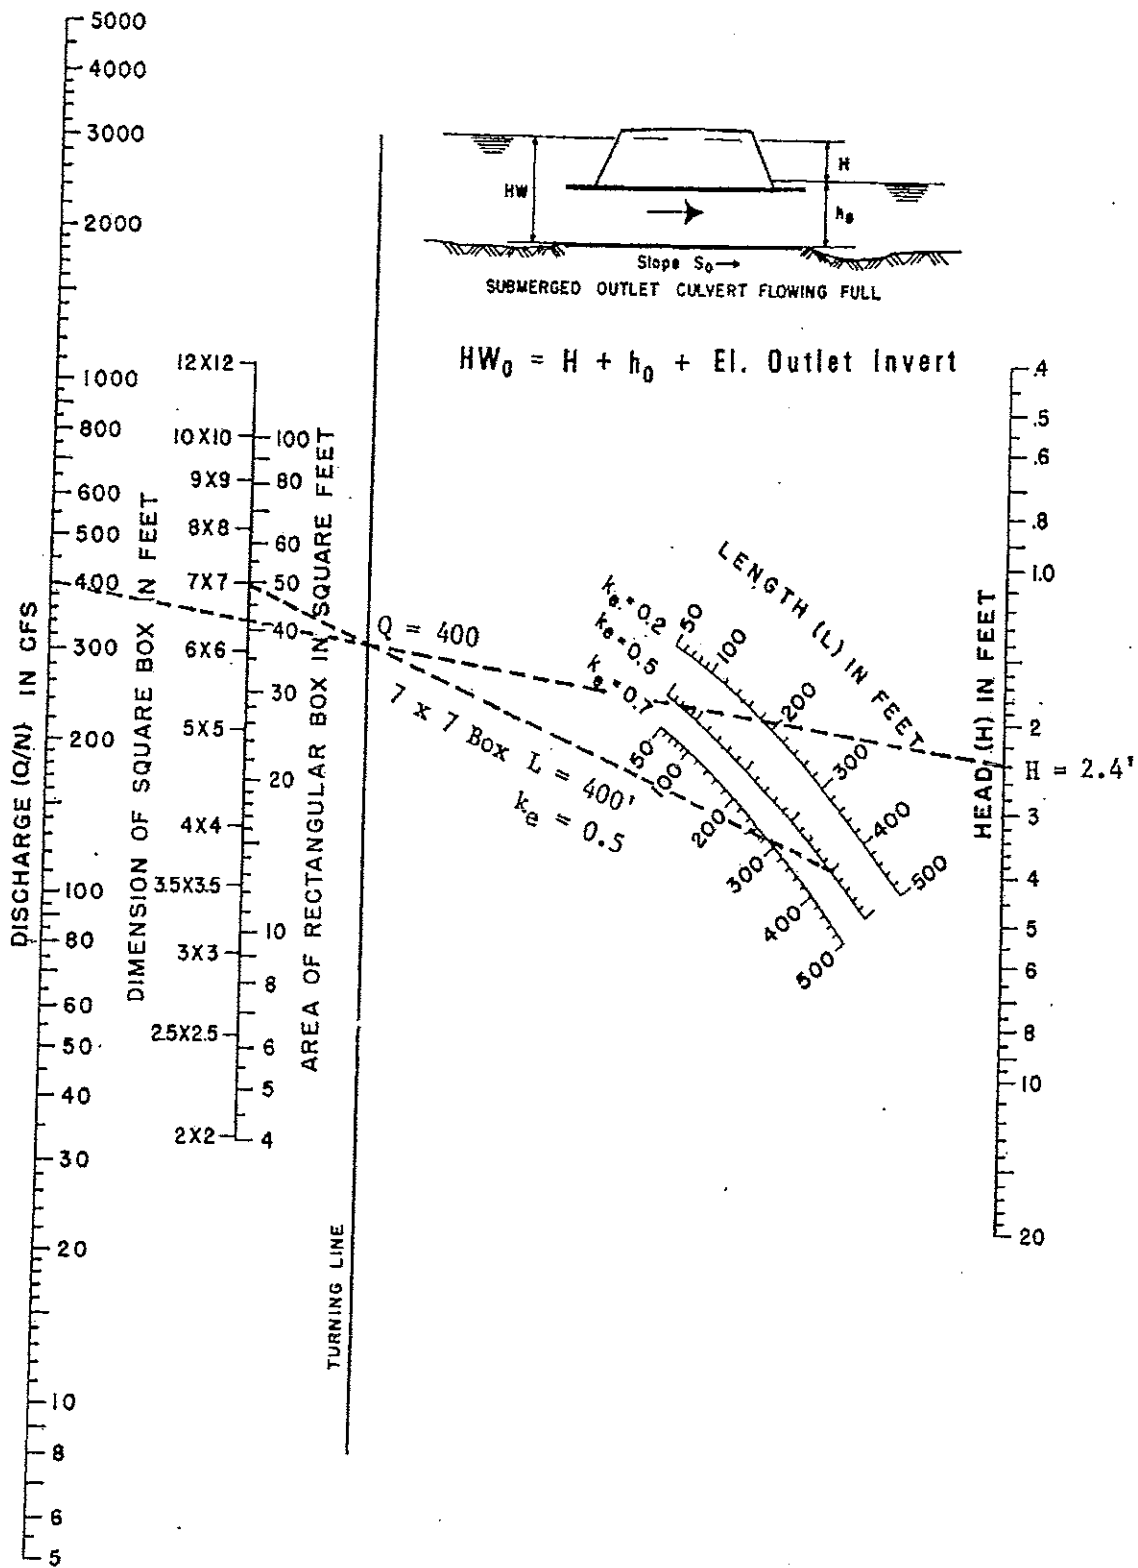 5000
4000
3000
2000
1000
800
600
500
400
300
200
100
80
60
50
40
30
20
10
8
6
5
DISCHARGE (Q/N) IN CFS
12X12
10X10
9X9
8X8
7X7
6X6
5X5
4X4
3.5X3.5
3X3
2.5X2.5
2X2
DIMENSION OF SQUARE BOX IN FEET
100
80
60
50
40
30
20
10
8
6
5
4
AREA OF RECTANGULAR BOX IN SQUARE FEET
TURNING LINE
HW
H
h₀
Slope S₀→
SUBMERGED OUTLET CULVERT FLOWING FULL
HW₀ = H + h₀ + El. Outlet Invert
Q = 400
7 x 7 Box L = 400'
kₑ = 0.5
kₑ = 0.2
kₑ = 0.5
kₑ = 0.7
LENGTH (L) IN FEET
50
100
200
300
400
500
50
100
200
300
400
500
HEAD (H) IN FEET
.4
.5
.6
.8
1.0
2
3
4
5
6
8
10
20
H = 2.4'